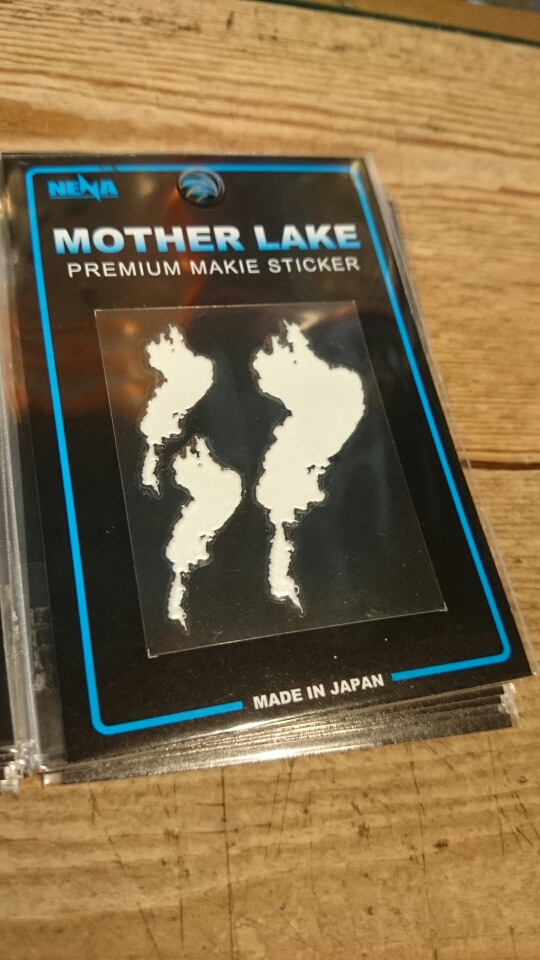 NENA
MOTHER LAKE
PREMIUM MAKIE STICKER
MADE IN JAPAN